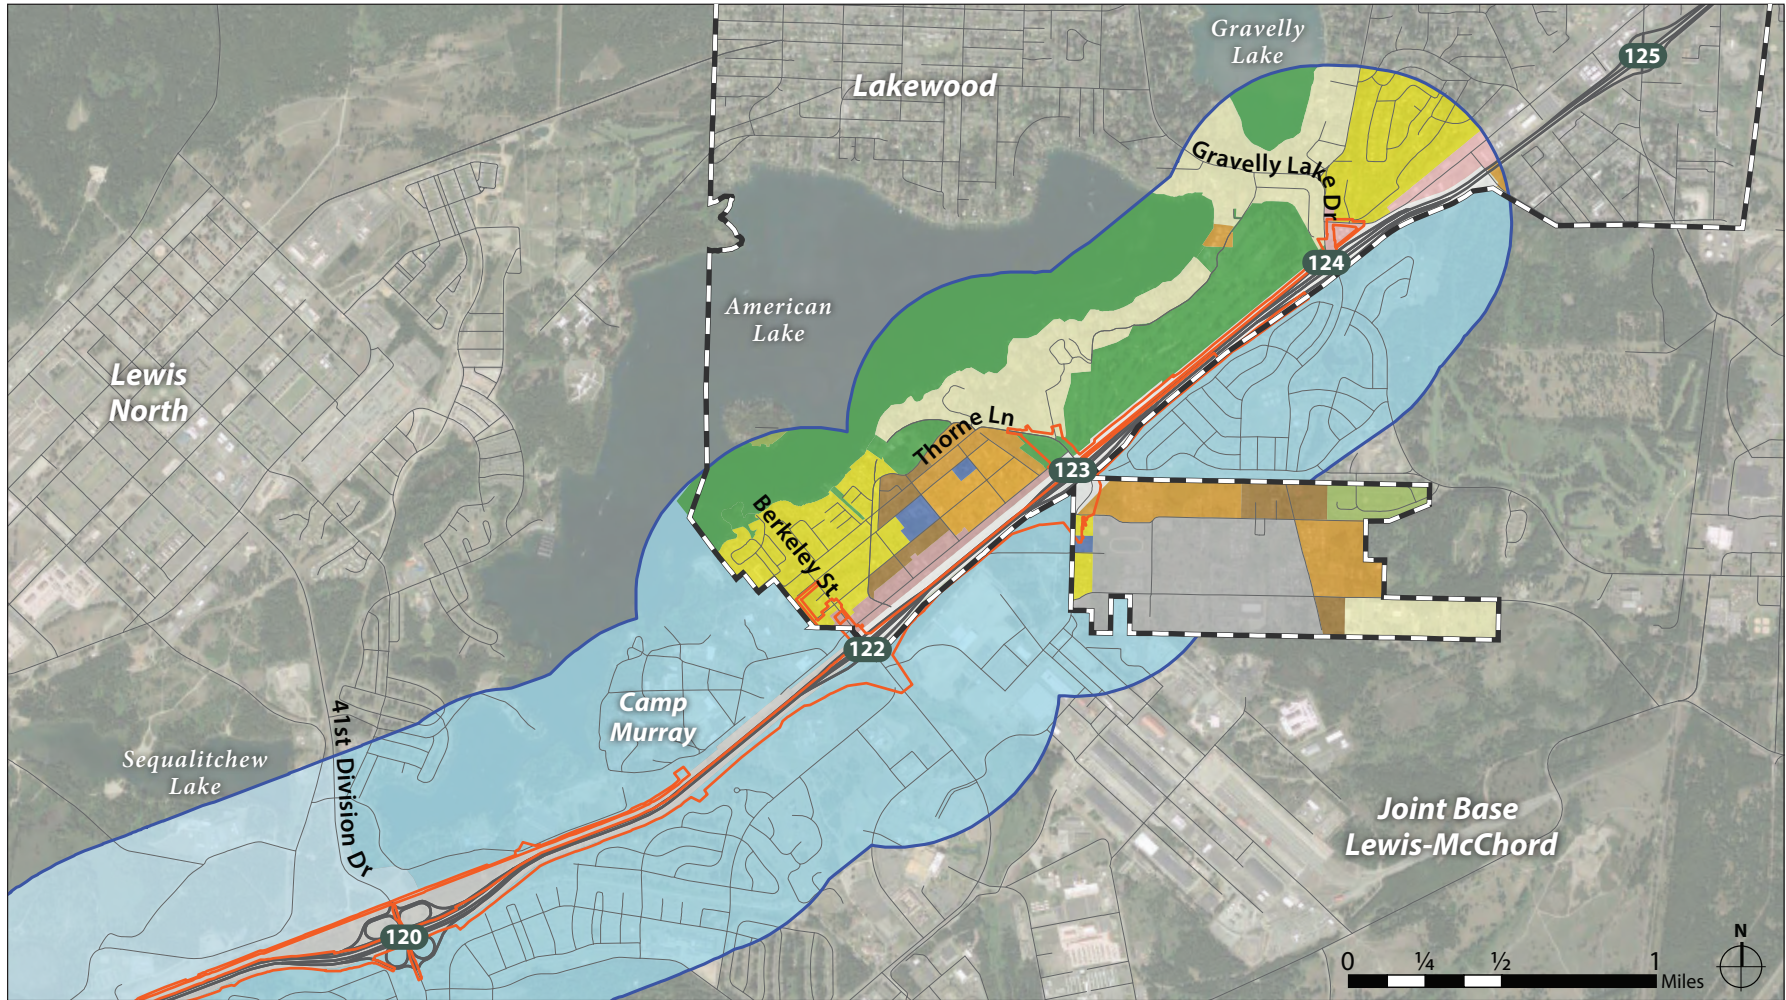 Gravelly
Lake
125
Lakewood
Gravelly Lake Dr
124
American
Lake
Lewis
North
Thorne Ln
123
Berkeley St
122
Camp
Murray
41st Division Dr
Sequalitchew
Lake
Joint Base
Lewis-McChord
120
N
0 ¼ ½ 1
Miles